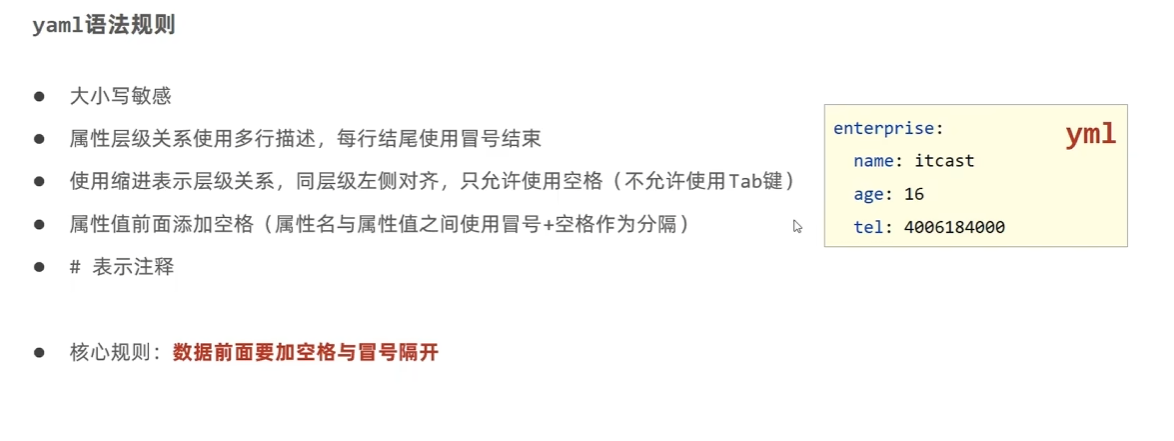 yaml语法规则
● 大小写敏感
● 属性层级关系使用多行描述，每行结尾使用冒号结束
● 使用缩进表示层级关系，同层级左侧对齐，只允许使用空格（不允许使用Tab键）
● 属性值前面添加空格（属性名与属性值之间使用冒号+空格作为分隔）
● # 表示注释
● 核心规则：数据前面要加空格与冒号隔开
yml
enterprise:
  name: itcast
  age: 16
  tel: 4006184000